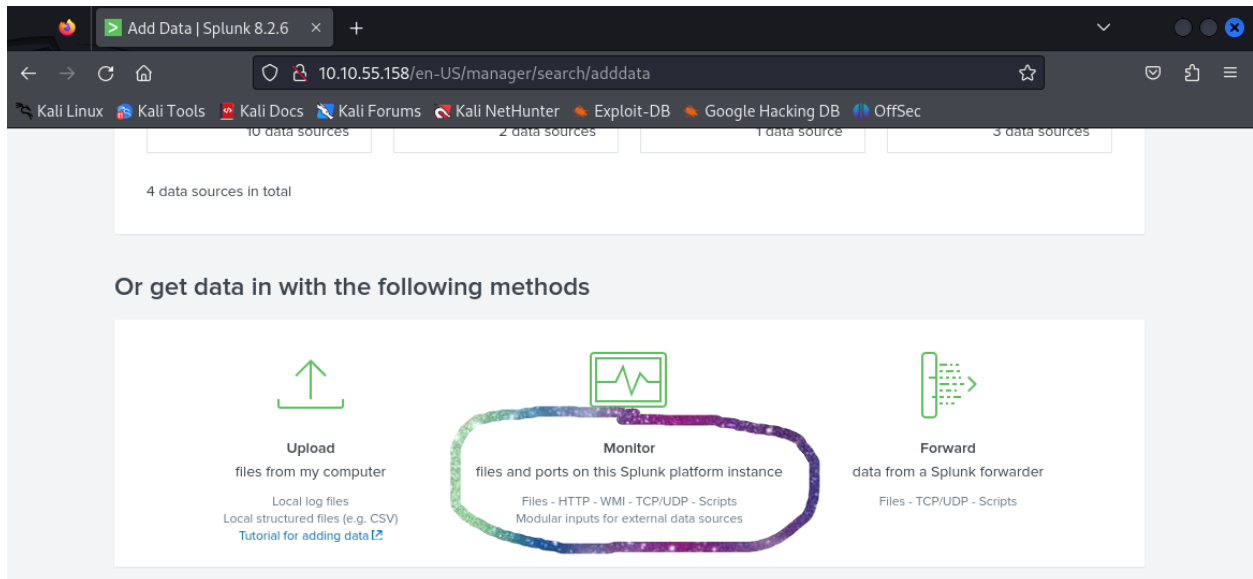 Add Data | Splunk 8.2.6
10.10.55.158/en-US/manager/search/adddata
Kali Linux Kali Tools Kali Docs Kali Forums Kali NetHunter Exploit-DB Google Hacking DB OffSec
10 data sources 2 data sources 1 data source 3 data sources
4 data sources in total
Or get data in with the following methods
Upload
files from my computer
Local log files
Local structured files (e.g. CSV)
Tutorial for adding data
Monitor
files and ports on this Splunk platform instance
Files - HTTP - WMI - TCP/UDP - Scripts
Modular inputs for external data sources
Forward
data from a Splunk forwarder
Files - TCP/UDP - Scripts